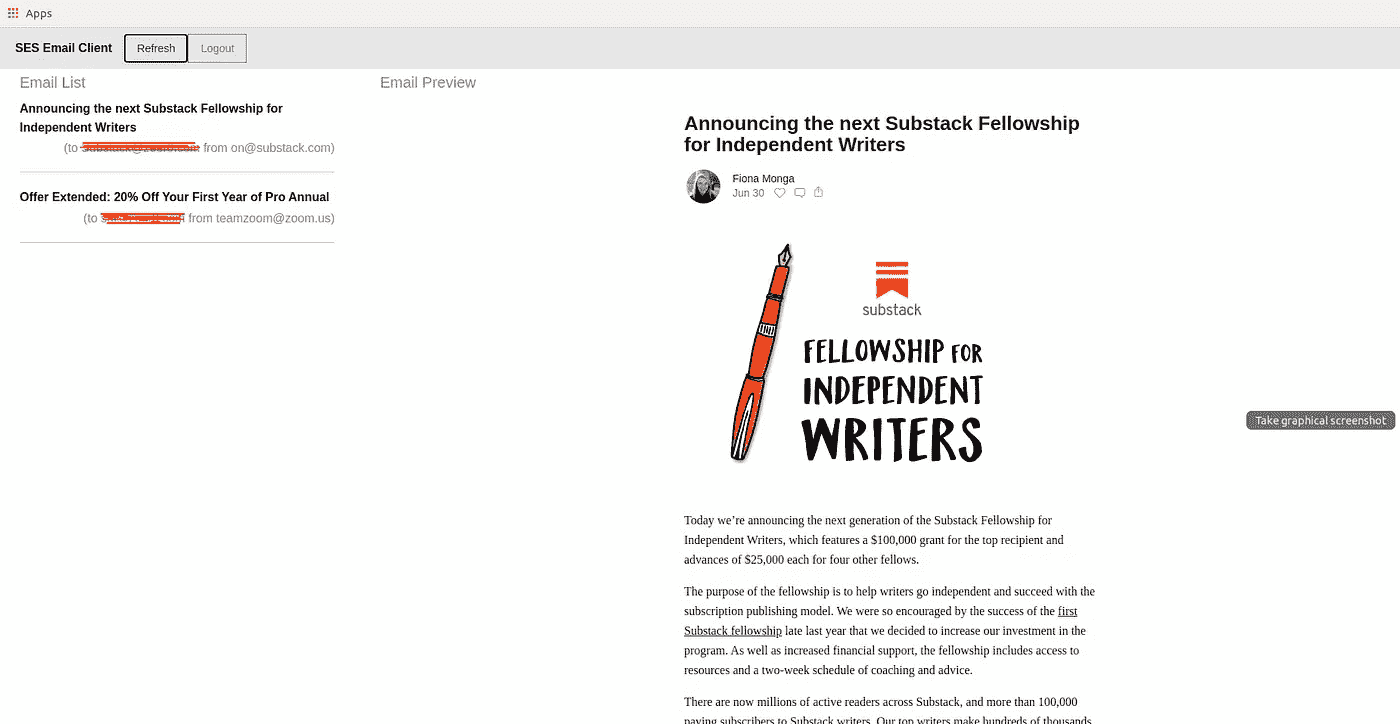 Apps
SES Email Client
Refresh
Logout
Email List
Email Preview
Announcing the next Substack Fellowship for
Independent Writers
(to from on@substack.com)
Offer Extended: 20% Off Your First Year of Pro Annual
(to from teamzoom@zoom.us)
Announcing the next Substack Fellowship
for Independent Writers
Fiona Monga
Jun 30
substack
FELLOWSHIP FOR
INDEPENDENT
WRITERS
Take graphical screenshot
Today we’re announcing the next generation of the Substack Fellowship for
Independent Writers, which features a $100,000 grant for the top recipient and
advances of $25,000 each for four other fellows.
The purpose of the fellowship is to help writers go independent and succeed with the
subscription publishing model. We were so encouraged by the success of the first
Substack fellowship late last year that we decided to increase our investment in the
program. As well as increased financial support, the fellowship includes access to
resources and a two-week schedule of coaching and advice.
There are now millions of active readers across Substack, and more than 100,000
paying subscribers to Substack writers. Our top writers make hundreds of thousands